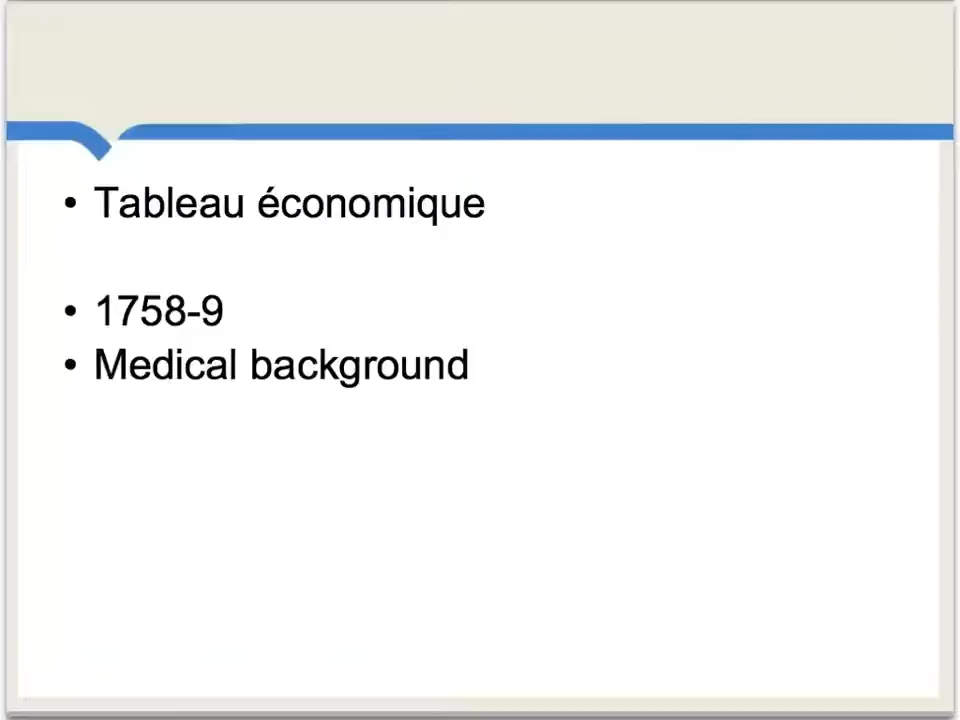 • Tableau économique
• 1758-9
• Medical background